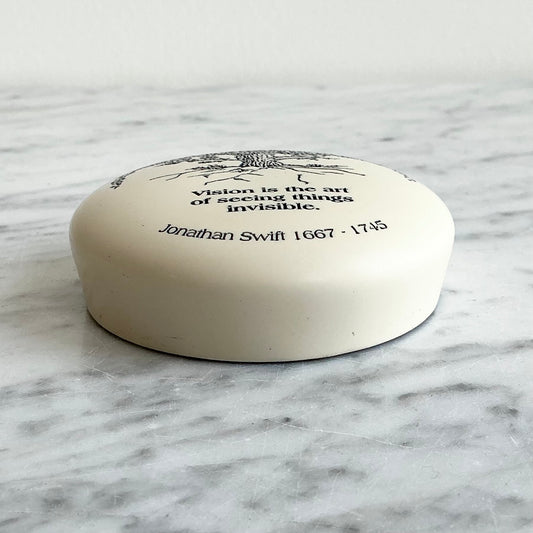 Vision is the art
of seeing things
invisible.
Jonathan Swift 1667 - 1745